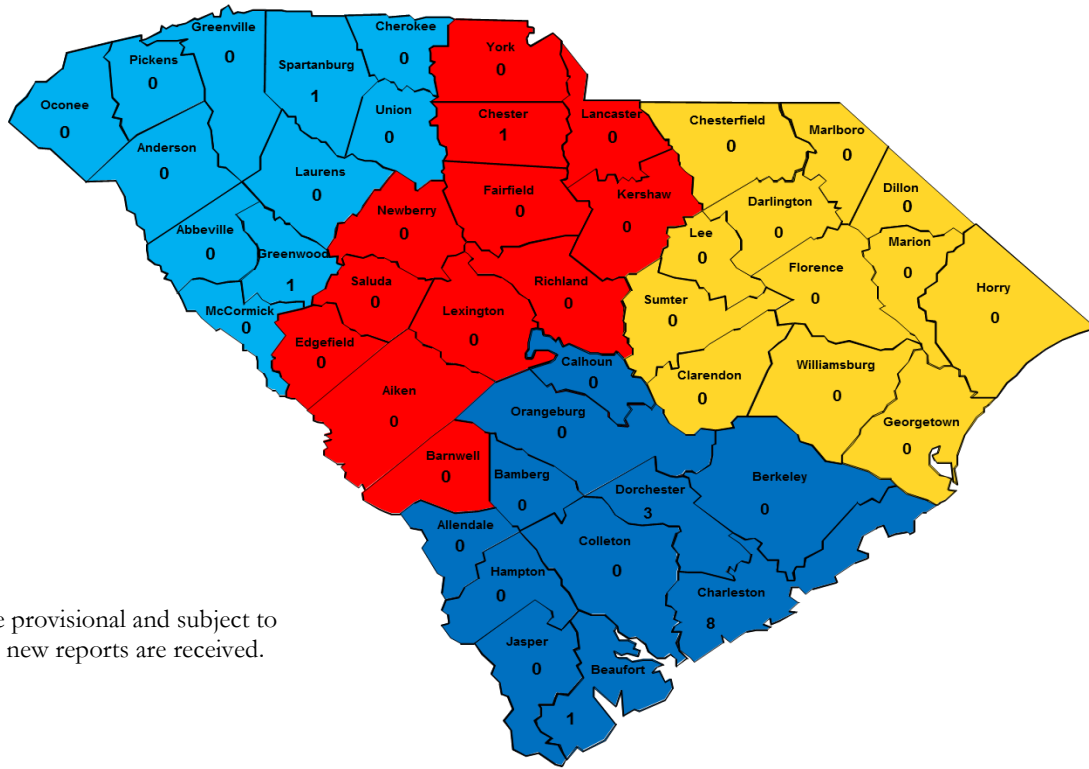 Greenville
0
Cherokee
0
Pickens
0
Spartanburg
1
York
0
Oconee
0
Union
0
Chester
1
Lancaster
0
Chesterfield
0
Marlboro
0
Anderson
0
Laurens
0
Fairfield
0
Kershaw
0
Darlington
0
Dillon
0
Newberry
0
Abbeville
0
Greenwood
1
Lee
0
Marion
0
Florence
0
Horry
0
Saluda
0
Richland
0
Sumter
0
McCormick
0
Lexington
0
Edgefield
0
Calhoun
0
Clarendon
0
Williamsburg
0
Aiken
0
Orangeburg
0
Georgetown
0
Barnwell
0
Bamberg
0
Dorchester
3
Berkeley
0
Allendale
0
Colleton
0
Hampton
0
Charleston
8
e provisional and subject to
new reports are received.
Jasper
0
Beaufort
1